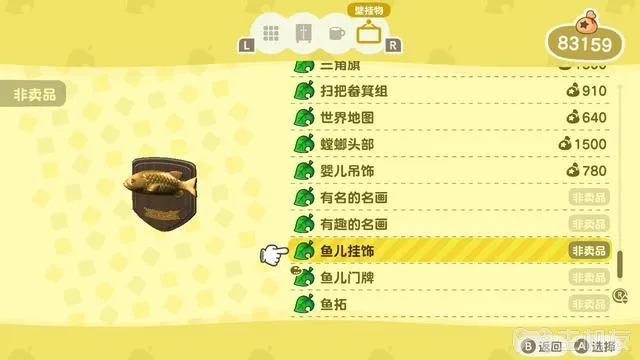 壁挂物
L
R
83159
非卖品
三角旗 1300
扫把畚箕组 910
世界地图 640
螳螂头部 1500
婴儿吊饰 780
有名的名画 非卖品
有趣的名画 非卖品
鱼儿挂饰 非卖品
鱼儿门牌 非卖品
鱼拓 非卖品
B 返回 A 选择